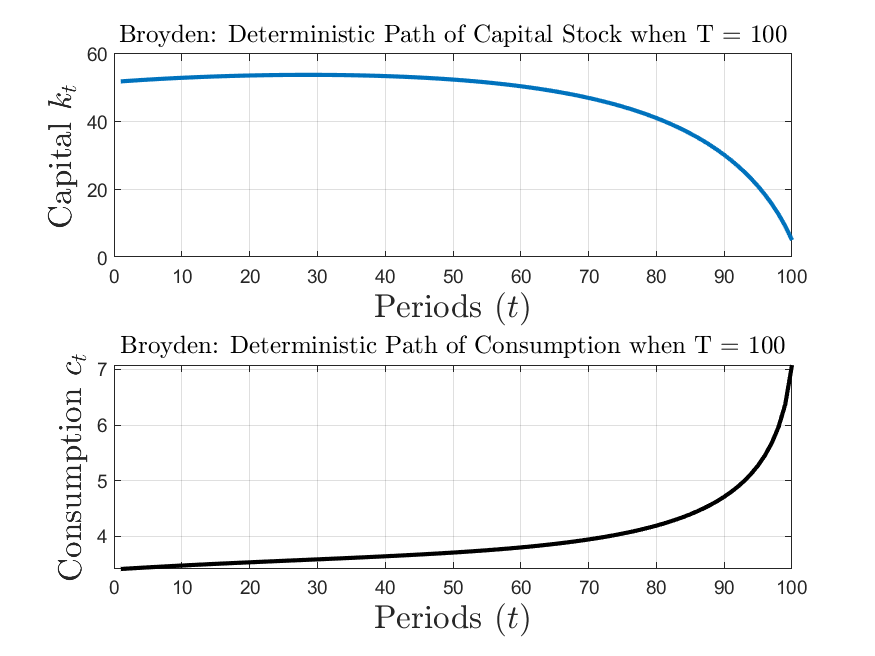 Broyden: Deterministic Path of Capital Stock when T = 100
60
40
20
0
Capital k_t
0 10 20 30 40 50 60 70 80 90 100
Periods (t)
Broyden: Deterministic Path of Consumption when T = 100
7
6
5
4
Consumption c_t
0 10 20 30 40 50 60 70 80 90 100
Periods (t)